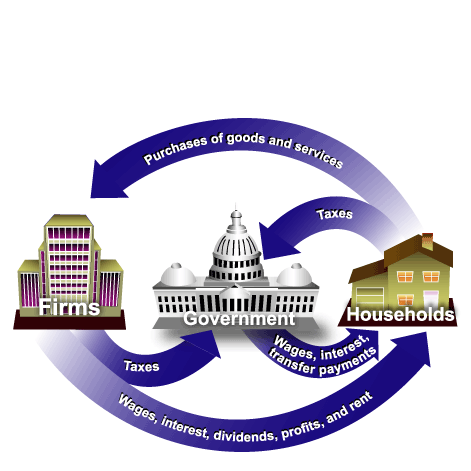 Purchases of goods and services
Taxes
Firms
Government
Households
Taxes
Wages, interest,
transfer payments
Wages, interest, dividends, profits, and rent